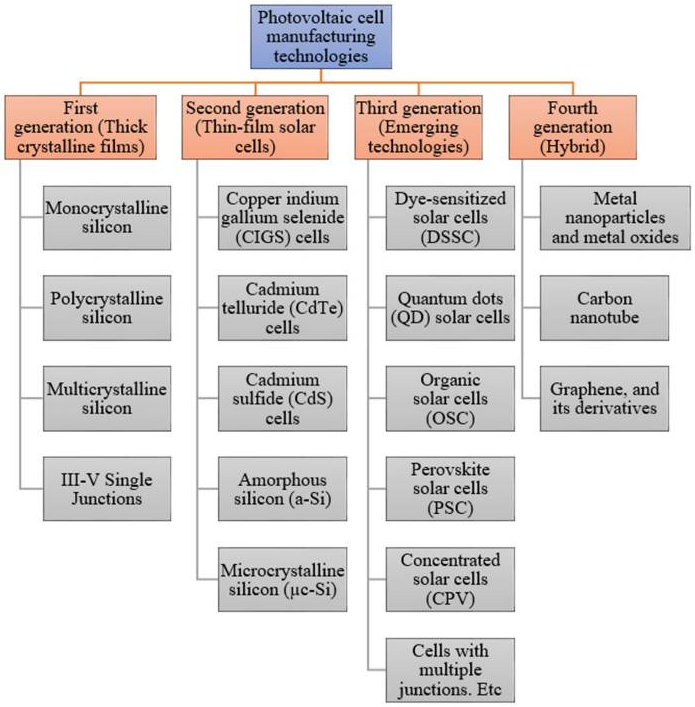 Photovoltaic cell
manufacturing
technologies
First
generation (Thick
crystalline films)
Second generation
(Thin-film solar
cells)
Third generation
(Emerging
technologies)
Fourth
generation
(Hybrid)
Monocrystalline
silicon
Polycrystalline
silicon
Multicrystalline
silicon
III-V Single
Junctions
Copper indium
gallium selenide
(CIGS) cells
Cadmium
telluride (CdTe)
cells
Cadmium
sulfide (CdS)
cells
Amorphous
silicon (a-Si)
Microcrystalline
silicon (µc-Si)
Dye-sensitized
solar cells
(DSSC)
Quantum dots
(QD) solar cells
Organic
solar cells
(OSC)
Perovskite
solar cells
(PSC)
Concentrated
solar cells
(CPV)
Cells with
multiple
junctions. Etc
Metal
nanoparticles
and metal oxides
Carbon
nanotube
Graphene, and
its derivatives